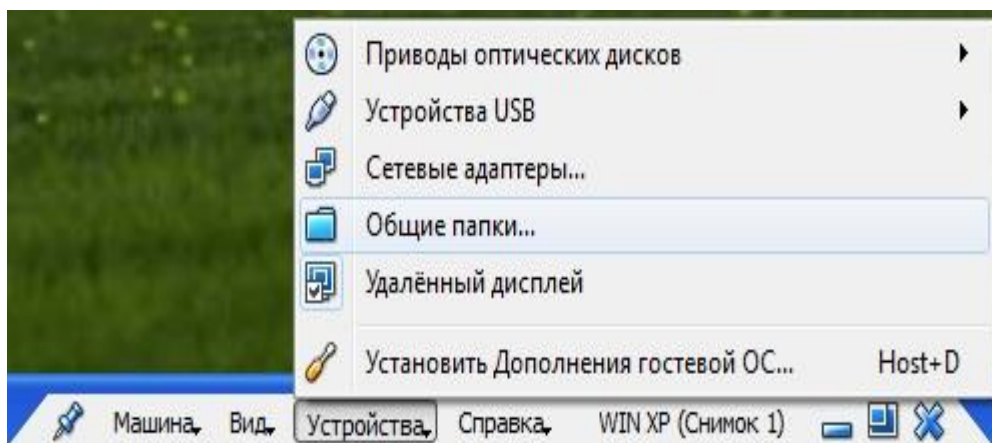 Приводы оптических дисков
Устройства USB
Сетевые адаптеры...
Общие папки...
Удалённый дисплей
Установить Дополнения гостевой ОС... Host+D
Машина Вид Устройства Справка WIN XP (Снимок 1)